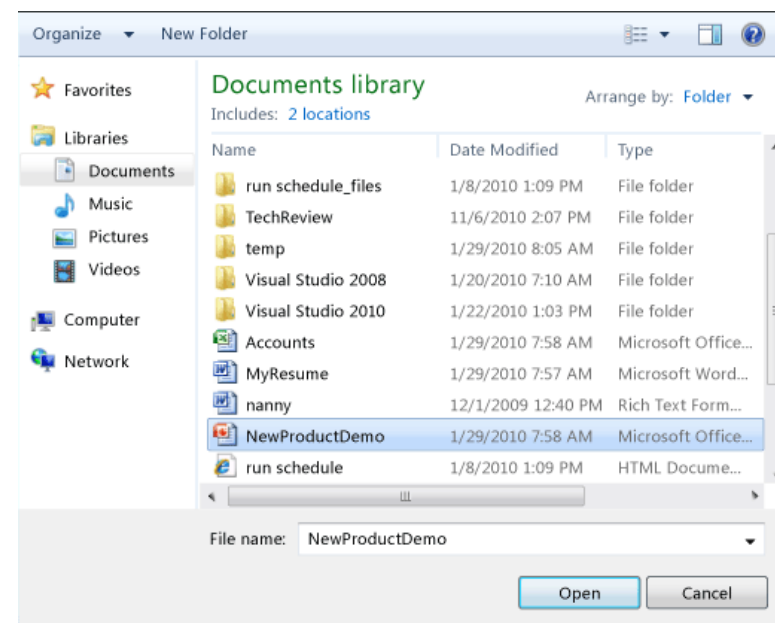 Organize New Folder
Favorites
Libraries
Documents
Music
Pictures
Videos
Computer
Network
Documents library
Includes: 2 locations
Arrange by: Folder
Name Date Modified Type
run schedule_files 1/8/2010 1:09 PM File folder
TechReview 11/6/2010 2:07 PM File folder
temp 1/29/2010 8:05 AM File folder
Visual Studio 2008 1/20/2010 7:10 AM File folder
Visual Studio 2010 1/22/2010 1:03 PM File folder
Accounts 1/29/2010 7:58 AM Microsoft Office...
MyResume 1/29/2010 7:57 AM Microsoft Word...
nanny 12/1/2009 12:40 PM Rich Text Form...
NewProductDemo 1/29/2010 7:58 AM Microsoft Office...
run schedule 1/8/2010 1:09 PM HTML Docume...
File name: NewProductDemo
Open Cancel